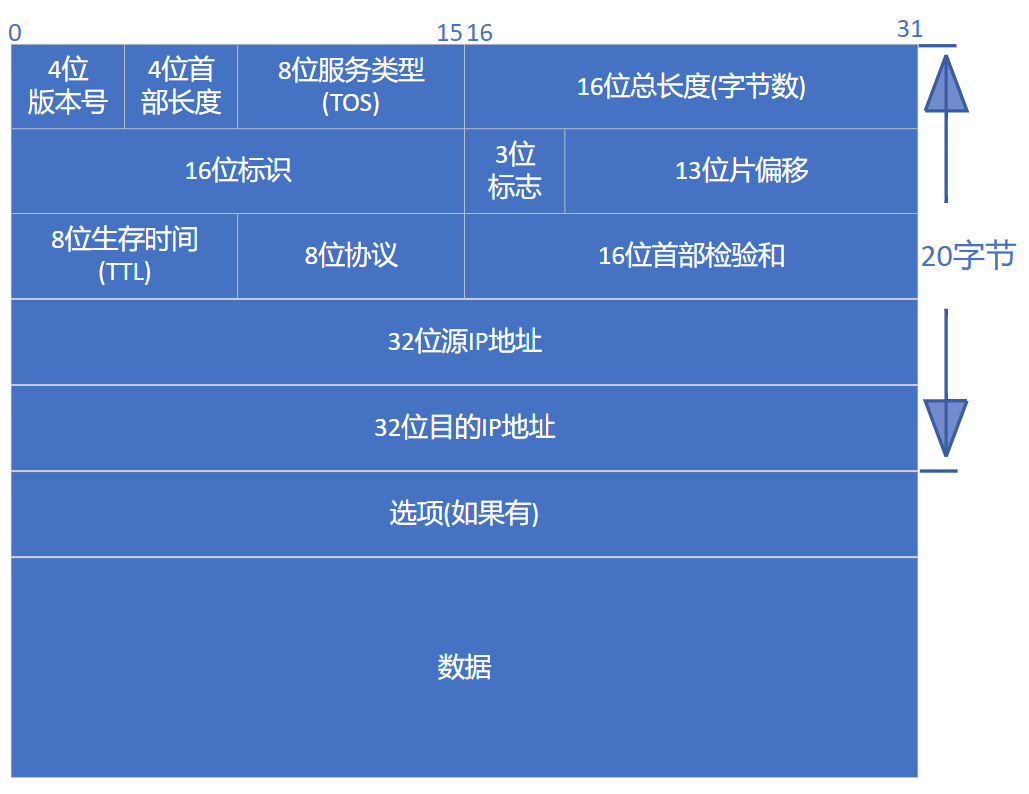 0
15
16
31
4位
版本号
4位首
部长度
8位服务类型
(TOS)
16位总长度(字节数)
16位标识
3位
标志
13位片偏移
8位生存时间
(TTL)
8位协议
16位首部检验和
20字节
32位源IP地址
32位目的IP地址
选项(如果有)
数据